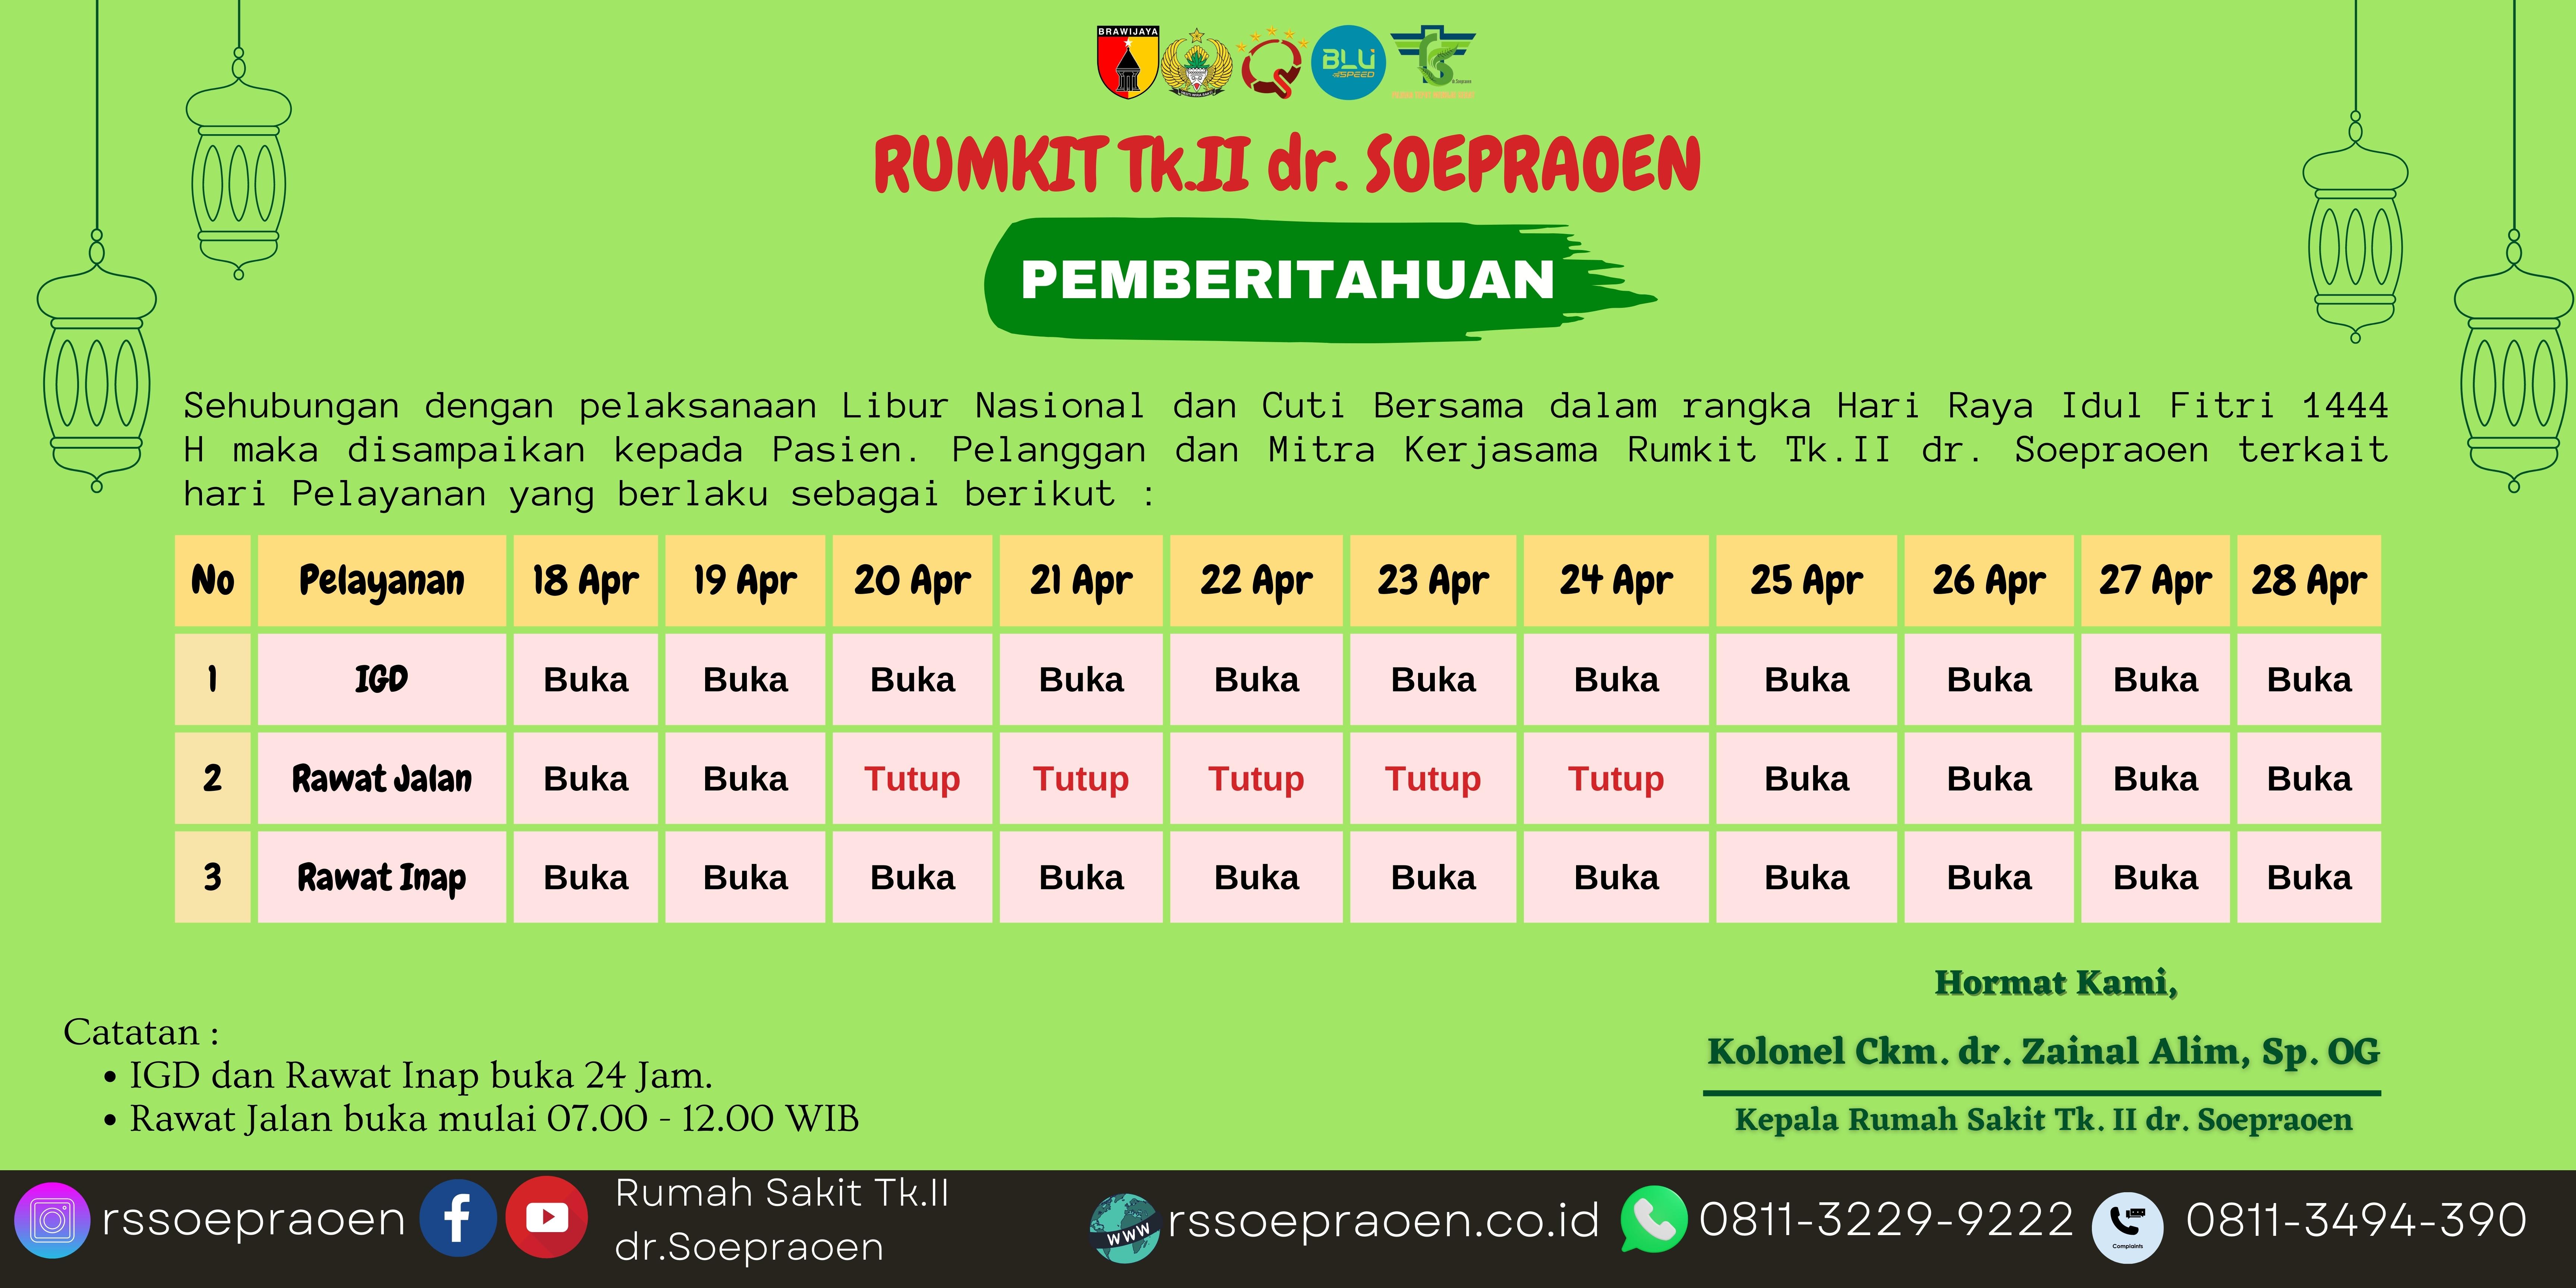 BRAWIJAYA
BLU
SPEED
RUMKIT Tk.II dr. SOEPRAOEN
PEMBERITAHUAN
Sehubungan dengan pelaksanaan Libur Nasional dan Cuti Bersama dalam rangka Hari Raya Idul Fitri 1444
H maka disampaikan kepada Pasien. Pelanggan dan Mitra Kerjasama Rumkit Tk.II dr. Soepraoen terkait
hari Pelayanan yang berlaku sebagai berikut :
No Pelayanan 18 Apr 19 Apr 20 Apr 21 Apr 22 Apr 23 Apr 24 Apr 25 Apr 26 Apr 27 Apr 28 Apr
1 IGD Buka Buka Buka Buka Buka Buka Buka Buka Buka Buka Buka
2 Rawat Jalan Buka Buka Tutup Tutup Tutup Tutup Tutup Buka Buka Buka Buka
3 Rawat Inap Buka Buka Buka Buka Buka Buka Buka Buka Buka Buka Buka
Catatan :
• IGD dan Rawat Inap buka 24 Jam.
• Rawat Jalan buka mulai 07.00 - 12.00 WIB
Hormat Kami,
Kolonel Ckm. dr. Zainal Alim, Sp. OG
Kepala Rumah Sakit Tk. II dr. Soepraoen
rssoepraoen
Rumah Sakit Tk.II
dr.Soepraoen
WWW
rssoepraoen.co.id
0811-3229-9222
Complaints
0811-3494-390